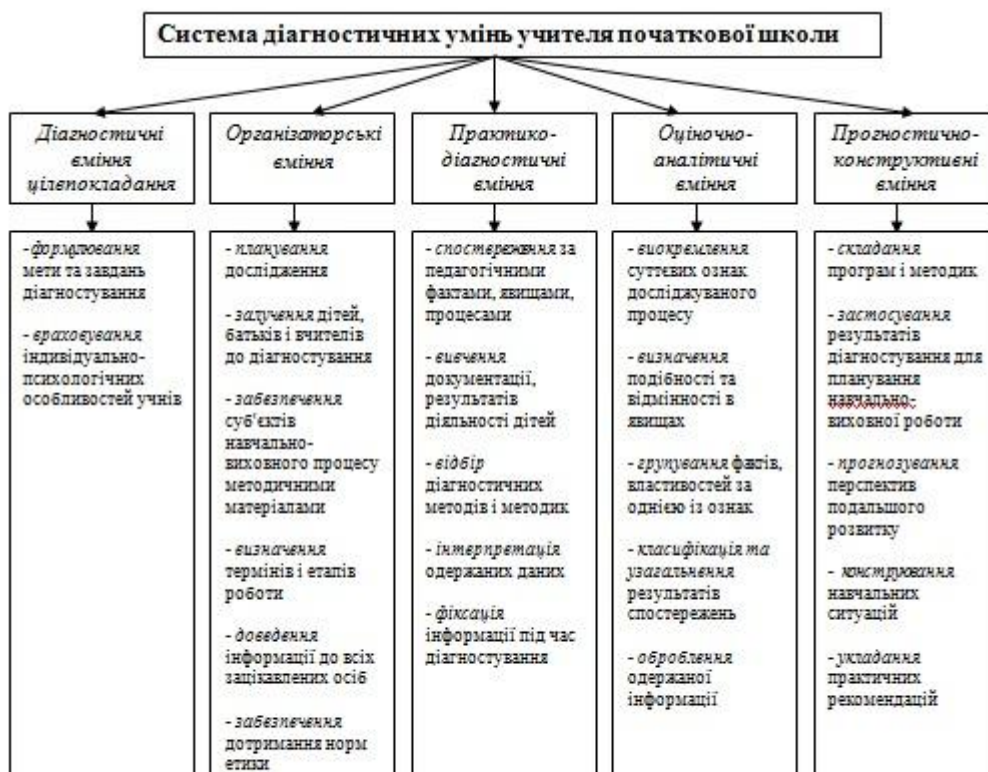 Система діагностичних умінь учителя початкової школи
Діагностичні
вміння
цілепокладання
Організаторські
вміння
Практико-
діагностичні
вміння
Оціночно-
аналітичні
вміння
Прогностично-
конструктивні
вміння
- формулювання
мети та завдань
діагностування
- враховування
індивідуально-
психологічних
особливостей учнів
- планування
дослідження
- залучення дітей,
батьків і вчителів
до діагностування
- забезпечення
суб'єктів
навчально-
виховного процесу
методичними
матеріалами
- визначення
термінів і етапів
роботи
- доведення
інформації до всіх
зацікавлених осіб
- забезпечення
дотримання норм
етики
- спостереження за
педагогічними
фактами, явищами,
процесами
- вивчення
документації,
результатів
діяльності дітей
- відбір
діагностичних
методів і методик
- інтерпретація
одержаних даних
- фіксація
інформації під час
діагностування
- виокремлення
суттєвих ознак
досліджуваного
процесу
- визначення
подібності та
відмінності в
явищах
- групування фактів,
властивостей за
однією із ознак
- класифікація та
узагальнення
результатів
спостережень
- оброблення
одержаної
інформації
- складання
програм і методик
- застосування
результатів
діагностування для
планування
навчально-
виховної роботи
- прогнозування
перспектив
подальшого
розвитку
- конструювання
навчальних
ситуацій
- укладання
практичних
рекомендацій